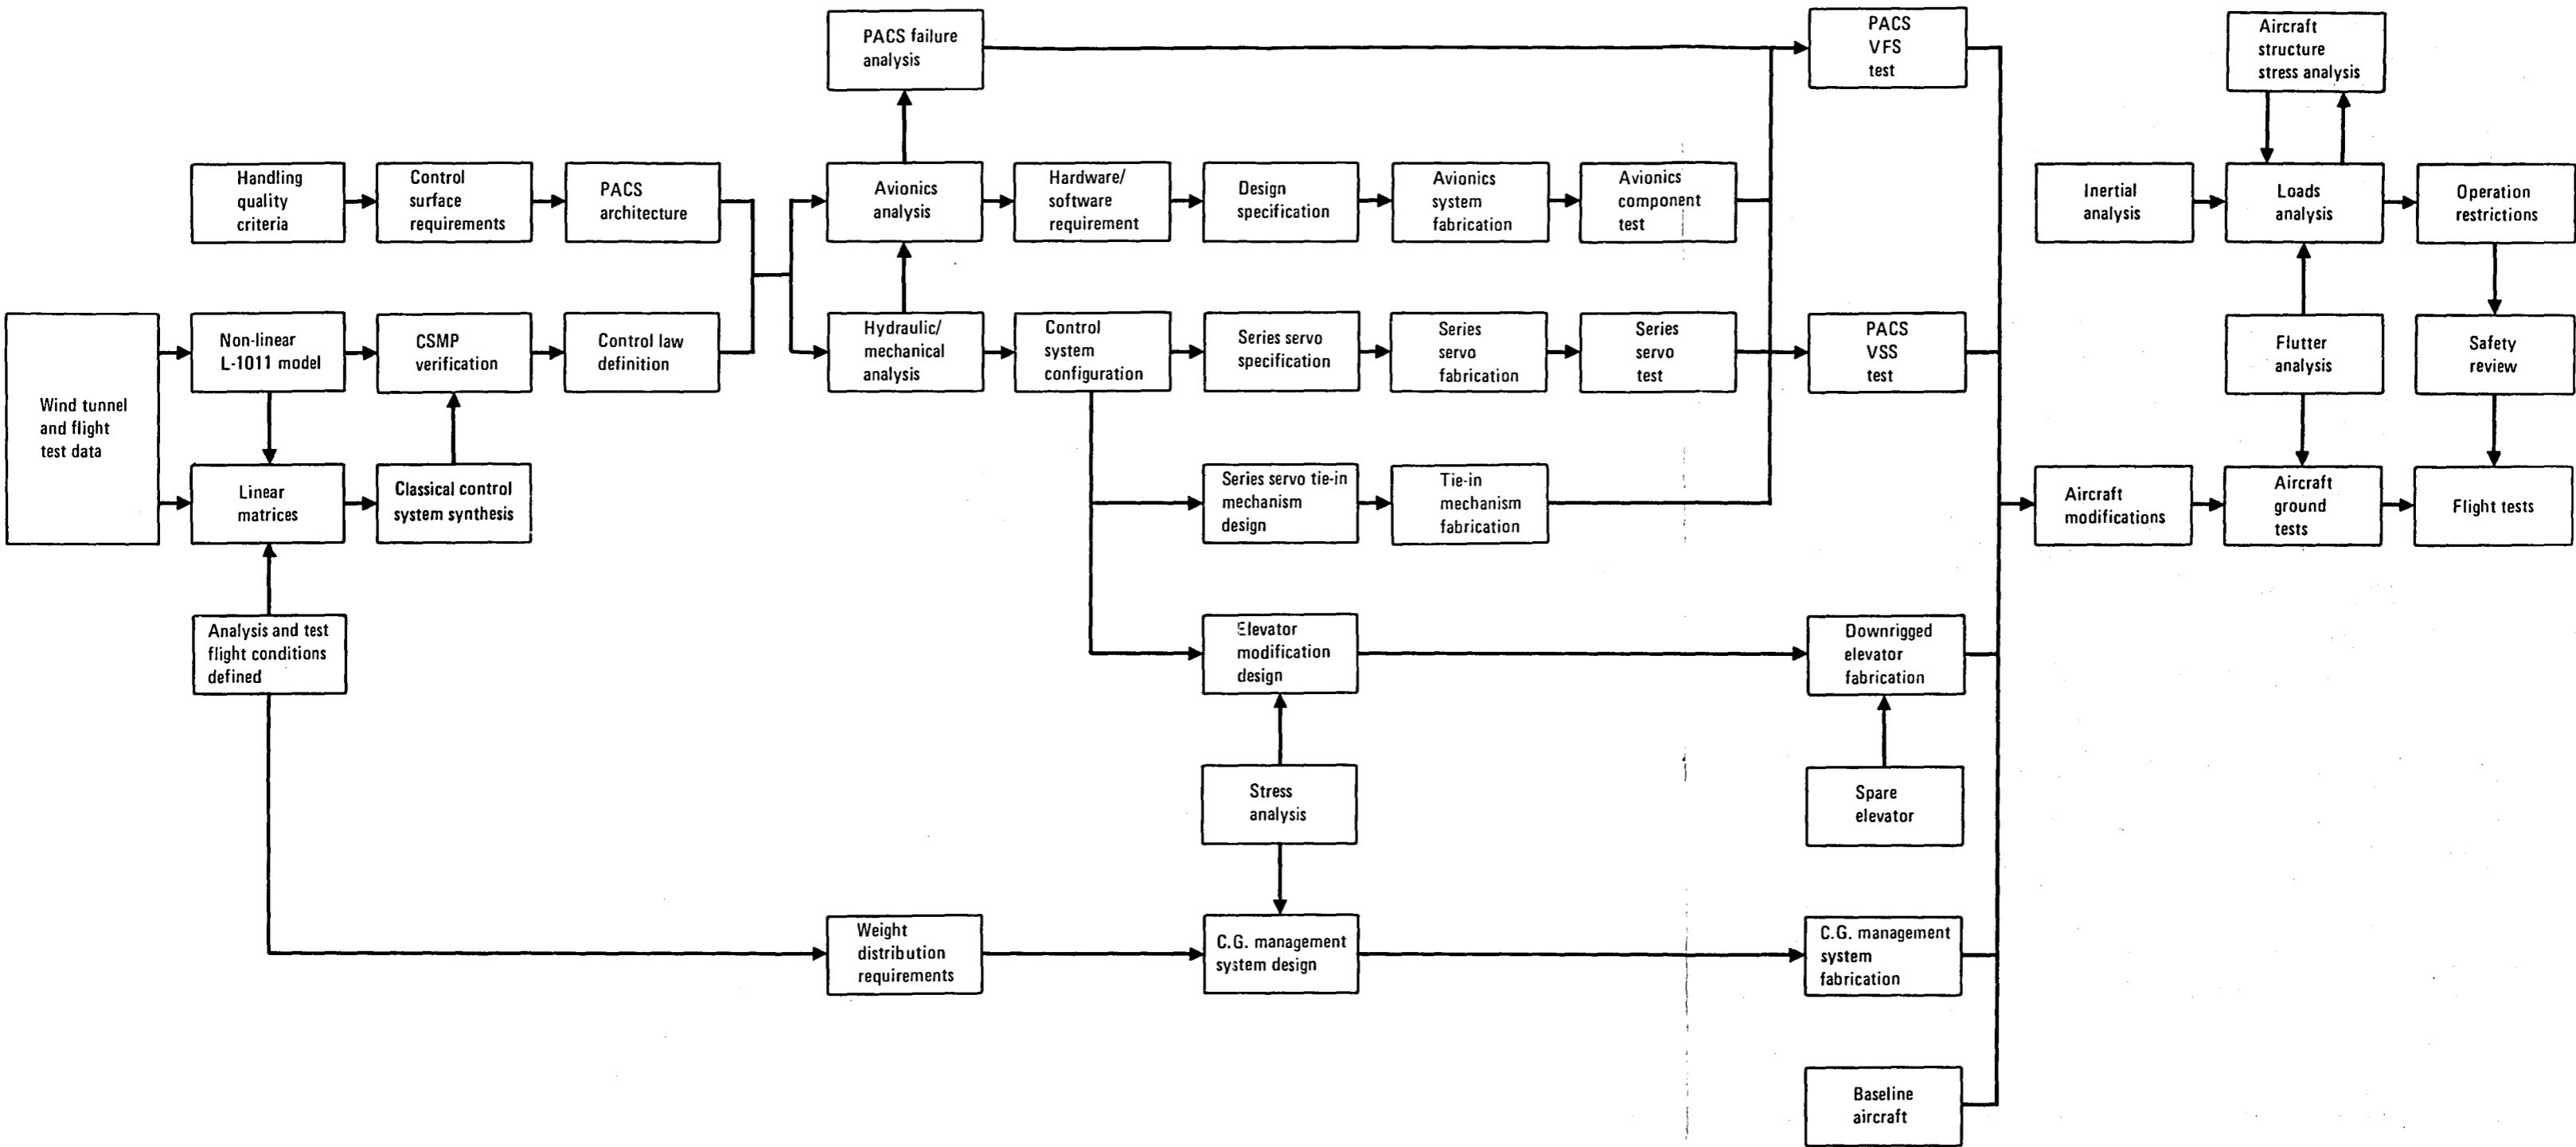 PACS failure
analysis
PACS
VFS
test
Aircraft
structure
stress analysis
Handling
quality
criteria
Control
surface
requirements
PACS
architecture
Avionics
analysis
Hardware/
software
requirement
Design
specification
Avionics
system
fabrication
Avionics
component
test
Inertial
analysis
Loads
analysis
Operation
restrictions
Wind tunnel
and flight
test data
Non-linear
L-1011 model
CSMP
verification
Control law
definition
Hydraulic/
mechanical
analysis
Control
system
configuration
Series servo
specification
Series
servo
fabrication
Series
servo
test
PACS
VSS
test
Flutter
analysis
Safety
review
Linear
matrices
Classical control
system synthesis
Series servo tie-in
mechanism
design
Tie-in
mechanism
fabrication
Aircraft
modifications
Aircraft
ground
tests
Flight tests
Analysis and test
flight conditions
defined
Elevator
modification
design
Downrigged
elevator
fabrication
Stress
analysis
Spare
elevator
Weight
distribution
requirements
C.G. management
system design
C.G. management
system
fabrication
Baseline
aircraft